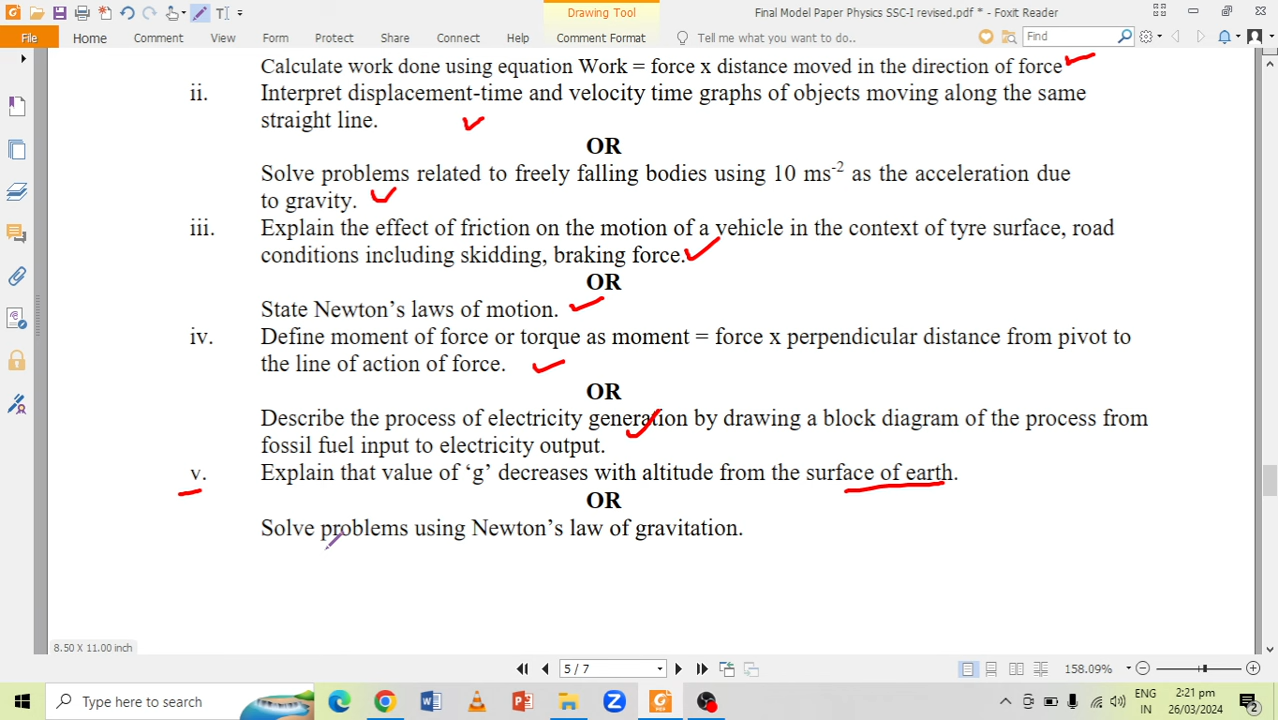 Drawing Tool
Final Model Paper Physics SSC-I revised.pdf * - Foxit Reader
File Home Comment View Form Protect Share Connect Help Comment Format Tell me what you want to do.. Find
Calculate work done using equation Work = force x distance moved in the direction of force
ii. Interpret displacement-time and velocity time graphs of objects moving along the same
straight line.
OR
Solve problems related to freely falling bodies using 10 ms-2 as the acceleration due
to gravity.
iii. Explain the effect of friction on the motion of a vehicle in the context of tyre surface, road
conditions including skidding, braking force.
OR
State Newton’s laws of motion.
iv. Define moment of force or torque as moment = force x perpendicular distance from pivot to
the line of action of force.
OR
Describe the process of electricity generation by drawing a block diagram of the process from
fossil fuel input to electricity output.
v. Explain that value of ‘g’ decreases with altitude from the surface of earth.
OR
Solve problems using Newton’s law of gravitation.
8.50 X 11.00 inch
5 / 7 158.09%
Type here to search
ENG 2:21 pm
IN 26/03/2024 2